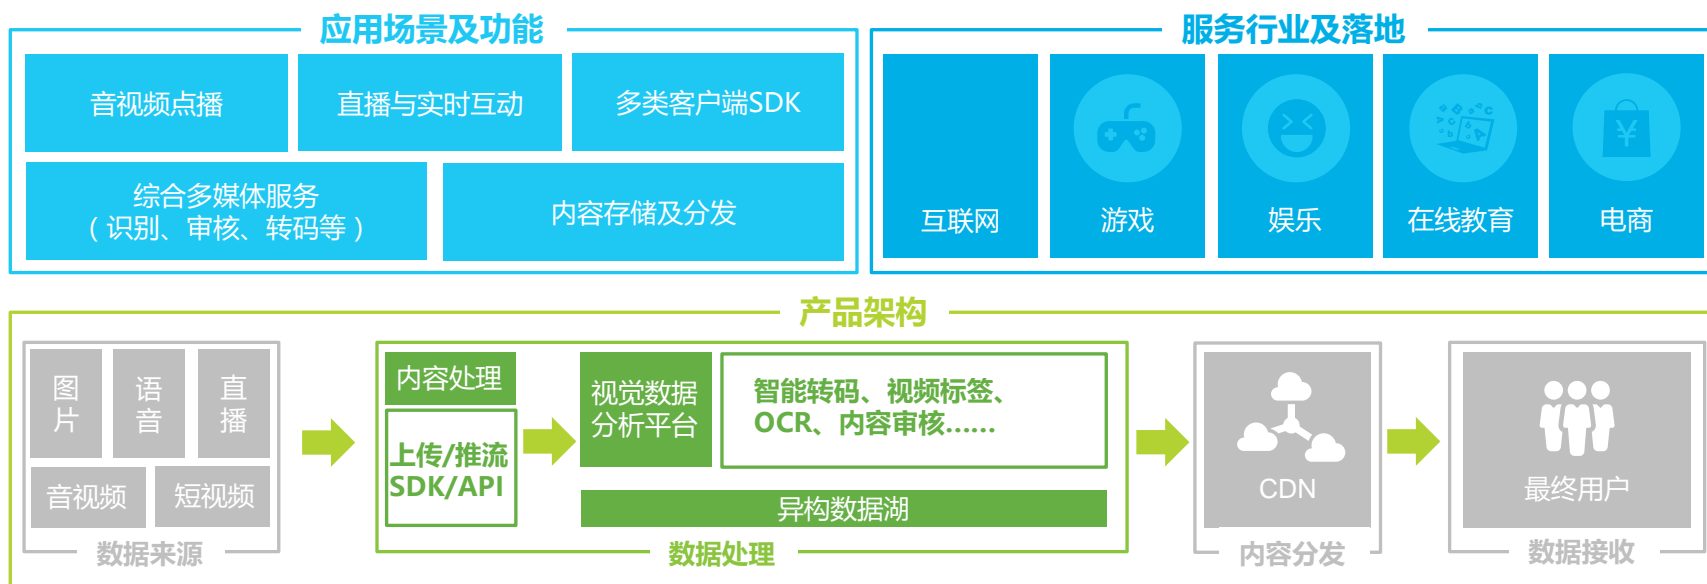 应用场景及功能
音视频点播
直播与实时互动
多类客户端SDK
综合多媒体服务
（识别、审核、转码等）
内容存储及分发
服务行业及落地
互联网
游戏
娱乐
在线教育
电商
产品架构
图片
语音
直播
音视频
短视频
数据来源
内容处理
上传/推流
SDK/API
视觉数据
分析平台
智能转码、视频标签、
OCR、内容审核……
异构数据湖
数据处理
CDN
内容分发
最终用户
数据接收